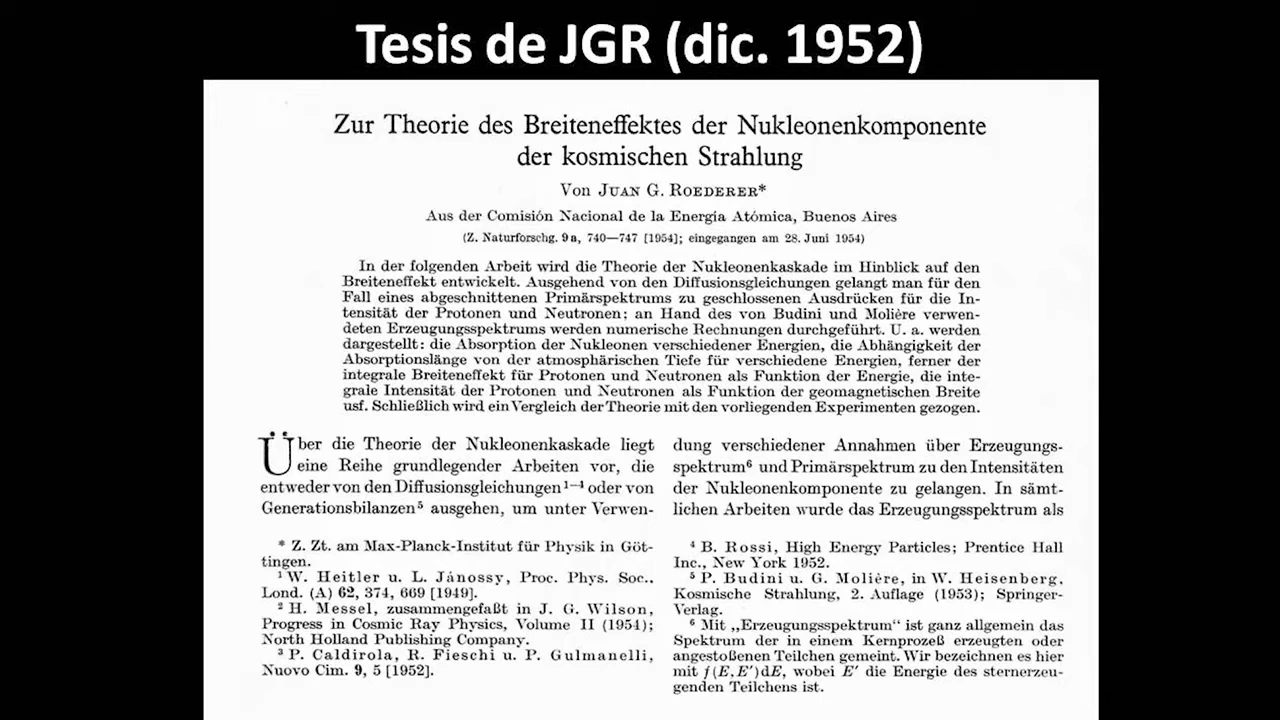 Tesis de JGR (dic. 1952)
Zur Theorie des Breiteneffektes der Nukleonenkomponente
der kosmischen Strahlung
Von JUAN G. ROEDERER*
Aus der Comisión Nacional de la Energía Atómica, Buenos Aires
(Z. Naturforschg. 9a, 740—747 [1954]; eingegangen am 28. Juni 1954)
In der folgenden Arbeit wird die Theorie der Nukleonenkaskade im Hinblick auf den
Breiteneffekt entwickelt. Ausgehend von den Diffusionsgleichungen gelangt man für den
Fall eines abgeschnittenen Primärspektrums zu geschlossenen Ausdrücken für die In-
tensität der Protonen und Neutronen; an Hand des von Budini und Molière verwen-
deten Erzeugungsspektrums werden numerische Rechnungen durchgeführt. U. a. werden
dargestellt: die Absorption der Nukleonen verschiedener Energien, die Abhängigkeit der
Absorptionslänge von der atmosphärischen Tiefe für verschiedene Energien, ferner der
integrale Breiteneffekt für Protonen und Neutronen als Funktion der Energie, die inte-
grale Intensität der Protonen und Neutronen als Funktion der geomagnetischen Breite
usf. Schließlich wird ein Vergleich der Theorie mit den vorliegenden Experimenten gezogen.
Über die Theorie der Nukleonenkaskade liegt
eine Reihe grundlegender Arbeiten vor, die
entweder von den Diffusionsgleichungen¹⁻⁴ oder von
Generationsbilanzen⁵ ausgehen, um unter Verwen-
dung verschiedener Annahmen über Erzeugungs-
spektrum⁶ und Primärspektrum zu den Intensitäten
der Nukleonenkomponente zu gelangen. In sämt-
lichen Arbeiten wurde das Erzeugungsspektrum als
* Z. Zt. am Max-Planck-Institut für Physik in Göt-
tingen.
¹ W. Heitler u. L. Jánossy, Proc. Phys. Soc.,
Lond. (A) 62, 374, 669 [1949].
² H. Messel, zusammengefaßt in J. G. Wilson,
Progress in Cosmic Ray Physics, Volume II (1954);
North Holland Publishing Company.
³ P. Caldirola, R. Fieschi u. P. Gulmanelli,
Nuovo Cim. 9, 5 [1952].
⁴ B. Rossi, High Energy Particles; Prentice Hall
Inc., New York 1952.
⁵ P. Budini u. G. Molière, in W. Heisenberg,
Kosmische Strahlung, 2. Auflage (1953); Springer-
Verlag.
⁶ Mit „Erzeugungsspektrum“ ist ganz allgemein das
Spektrum der in einem Kernprozeß erzeugten oder
angestoßenen Teilchen gemeint. Wir bezeichnen es hier
mit f(E,E')dE, wobei E' die Energie des sternerzeu-
genden Teilchens ist.